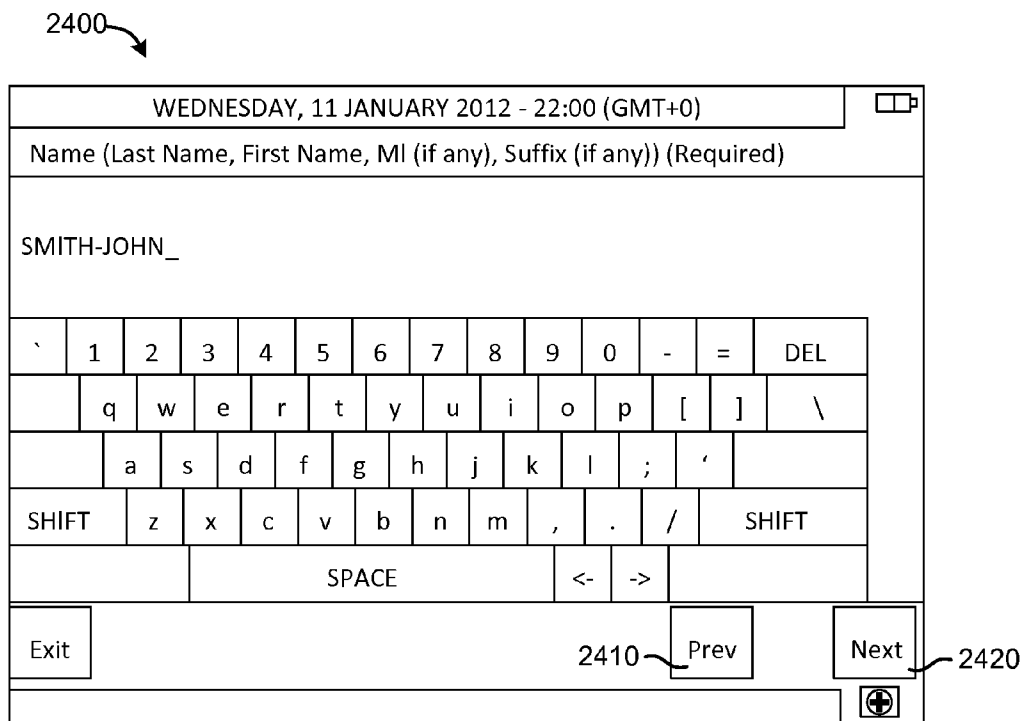 2400
WEDNESDAY, 11 JANUARY 2012 - 22:00 (GMT+0)
Name (Last Name, First Name, MI (if any), Suffix (if any)) (Required)
SMITH-JOHN_
` 1 2 3 4 5 6 7 8 9 0 - = DEL
q w e r t y u i o p [ ] \
a s d f g h j k l ; ‘
SHIFT z x c v b n m , . / SHIFT
SPACE <- ->
Exit 2410 Prev Next 2420